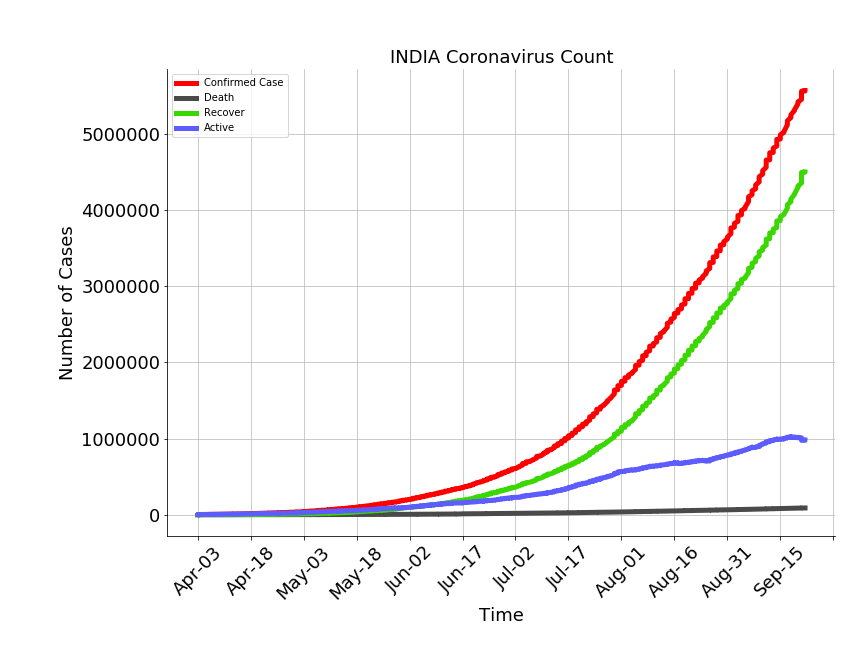 INDIA Coronavirus Count
Confirmed Case
Death
Recover
Active
Number of Cases
5000000
4000000
3000000
2000000
1000000
0
Apr-03
Apr-18
May-03
May-18
Jun-02
Jun-17
Jul-02
Jul-17
Aug-01
Aug-16
Aug-31
Sep-15
Time